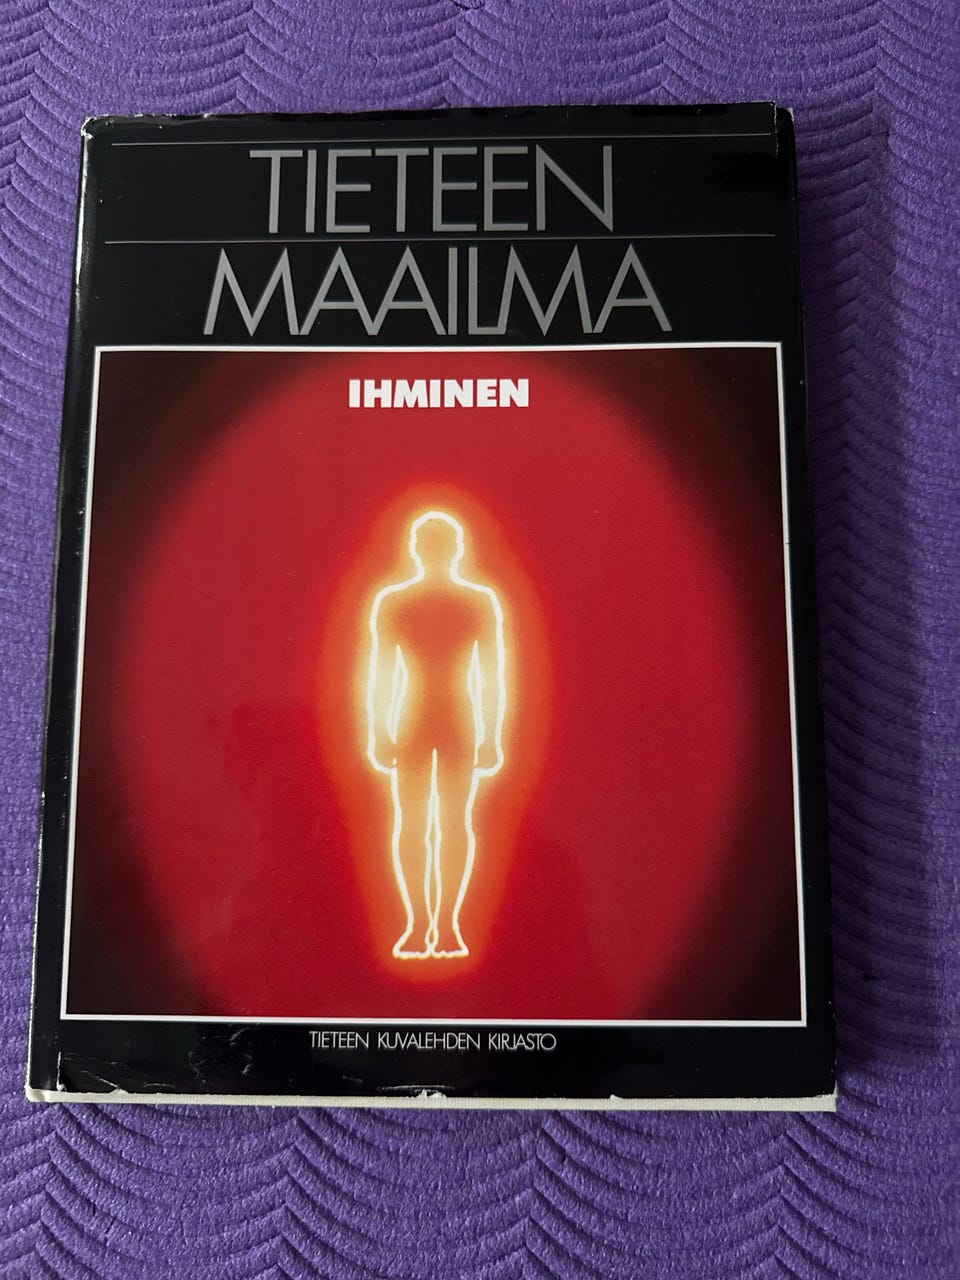 TIETEEN
MAAILMA
IHMINEN
TIETEEN KUVALEHDEN KIRJASTO